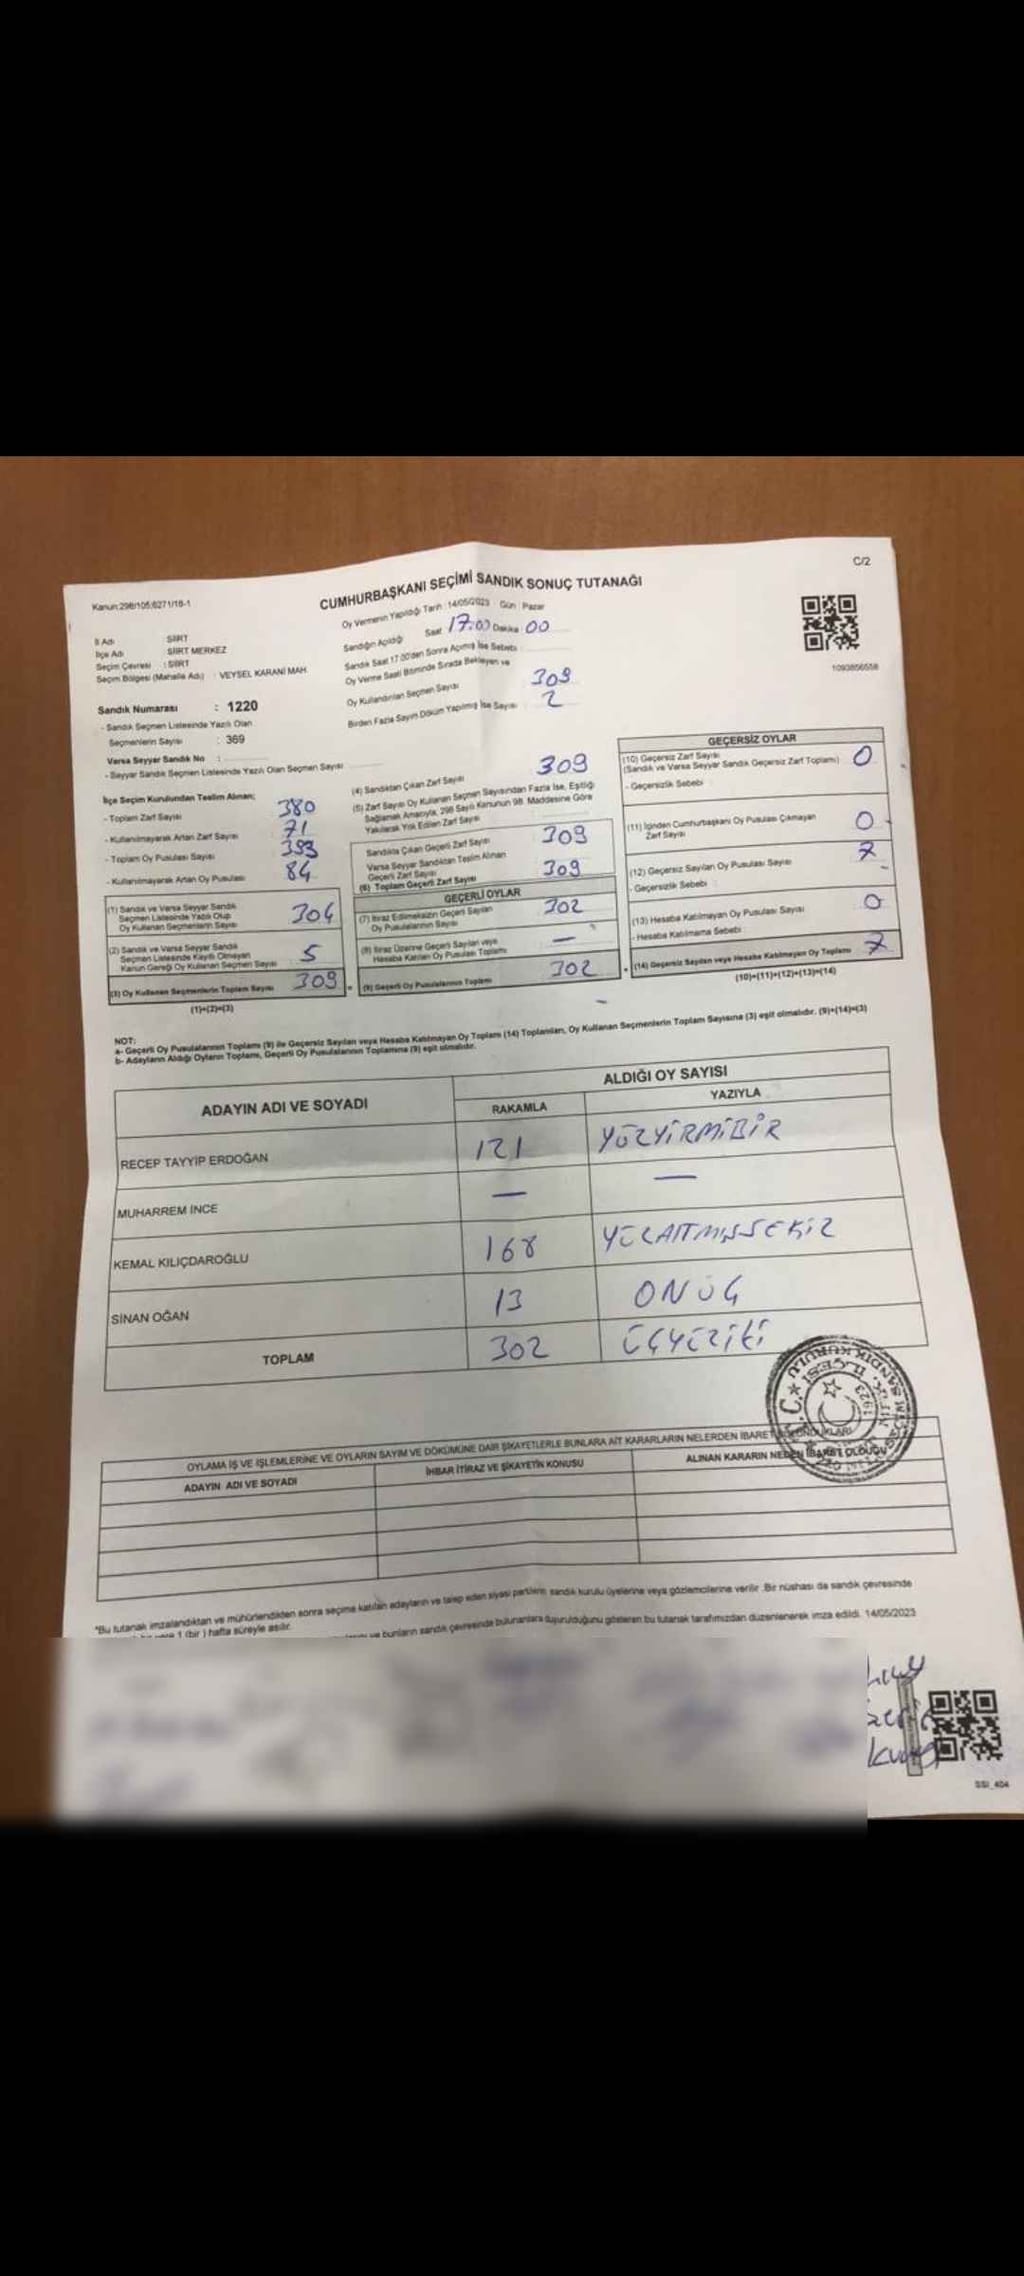 C/2
Kanun:298/105;6271/16-1
CUMHURBAŞKANI SEÇİMİ SANDIK SONUÇ TUTANAĞI
Oy Vermenin Yapıldığı Tarih : 14/05/2023 Gün : Pazar
İl Adı : SİİRT
İlçe Adı : SİİRT MERKEZ
Seçim Çevresi : SİİRT
Seçim Bölgesi (Mahalle Adı) : VEYSEL KARANİ MAH.
Sandığın Açıldığı Saat 17:00 Dakika : 00
Sandık Saat 17.00'den Sonra Açılmış İse Sebebi :
Oy Verme Saati Bitiminde Sırada Bekleyen ve
Oy Kullandırılan Seçmen Sayısı 309
Birden Fazla Sayım Döküm Yapılmış İse Sayısı : 2
1093856558
Sandık Numarası : 1220
- Sandık Seçmen Listesinde Yazılı Olan
Seçmenlerin Sayısı : 369
Varsa Seyyar Sandık No :
- Seyyar Sandık Seçmen Listesinde Yazılı Olan Seçmen Sayısı
İlçe Seçim Kurulundan Teslim Alınan;
- Toplam Zarf Sayısı 380
- Kullanılmayarak Artan Zarf Sayısı 71
- Toplam Oy Pusulası Sayısı 393
- Kullanılmayarak Artan Oy Pusulası 84
(1) Sandık ve Varsa Seyyar Sandık
Seçmen Listesinde Yazılı Olup
Oy Kullanan Seçmenlerin Sayısı 304
(2) Sandık ve Varsa Seyyar Sandık
Seçmen Listesinde Kayıtlı Olmayan
Kanun Gereği Oy Kullanan Seçmen Sayısı 5
(3) Oy Kullanan Seçmenlerin Toplam Sayısı 309
(1)+(2)=(3)
(4) Sandıktan Çıkan Zarf Sayısı 309
(5) Zarf Sayısı Oy Kullanan Seçmen Sayısından Fazla İse, Eşitliği
Sağlamak Amacıyla, 298 Sayılı Kanunun 98. Maddesine Göre
Yakılarak Yok Edilen Zarf Sayısı
Sandıkta Çıkan Geçerli Zarf Sayısı 309
Varsa Seyyar Sandıktan Teslim Alınan
Geçerli Zarf Sayısı
(6) Toplam Geçerli Zarf Sayısı 309
GEÇERLİ OYLAR
(7) İtiraz Edilmeksizin Geçerli Sayılan
Oy Pusulalarının Sayısı 302
(8) İtiraz Üzerine Geçerli Sayılan veya
Hesaba Katılan Oy Pusulası Toplamı —
(9) Geçerli Oy Pusulalarının Toplamı 302
GEÇERSİZ OYLAR
(10) Geçersiz Zarf Sayısı
(Sandık ve Varsa Seyyar Sandık Geçersiz Zarf Toplamı) 0
- Geçersizlik Sebebi :
(11) İçinden Cumhurbaşkanı Oy Pusulası Çıkmayan
Zarf Sayısı 0
(12) Geçersiz Sayılan Oy Pusulası Sayısı 7
- Geçersizlik Sebebi :
(13) Hesaba Katılmayan Oy Pusulası Sayısı 0
- Hesaba Katılmama Sebebi :
(14) Geçersiz Sayılan veya Hesaba Katılmayan Oy Toplamı 7
(10)+(11)+(12)+(13)=(14)
NOT:
a- Geçerli Oy Pusulalarının Toplamı (9) ile Geçersiz Sayılan veya Hesaba Katılmayan Oy Toplamı (14) Toplamları, Oy Kullanan Seçmenlerin Toplam Sayısına (3) eşit olmalıdır. (9)+(14)=(3)
b- Adayların Aldığı Oyların Toplamı, Geçerli Oy Pusulalarının Toplamına (9) eşit olmalıdır.
ADAYIN ADI VE SOYADI
ALDIĞI OY SAYISI
RAKAMLA YAZIYLA
RECEP TAYYİP ERDOĞAN 121 YÜZYİRMİBİR
MUHARREM İNCE — —
KEMAL KILIÇDAROĞLU 168 YÜZALTMIŞSEKİZ
SİNAN OĞAN 13 ONÜÇ
TOPLAM 302 ÜÇYÜZİKİ
OYLAMA İŞ VE İŞLEMLERİNE VE OYLARIN SAYIM VE DÖKÜMÜNE DAİR ŞİKAYETLERLE BUNLARA AİT KARARLARIN NELERDEN İBARET BULUNDUKLARI
ADAYIN ADI VE SOYADI İHBAR İTİRAZ VE ŞİKAYETİN KONUSU ALINAN KARARIN NEDEN İBARET OLDUĞU
T.C. 1923 İLÇESİ SANDIK KURULU
*Bu tutanak imzalandıktan ve mühürlendikten sonra seçime katılan adayların ve talep eden siyasi partilerin sandık kurulu üyelerine veya gözlemcilerine verilir .Bir nüshası da sandık çevresinde
1 (bir ) hafta süreyle asılır.
ve bunların sandık çevresinde bulunanlara duyurulduğunu gösteren bu tutanak tarafımızdan düzenlenerek imza edildi. 14/05/2023
SSI_404